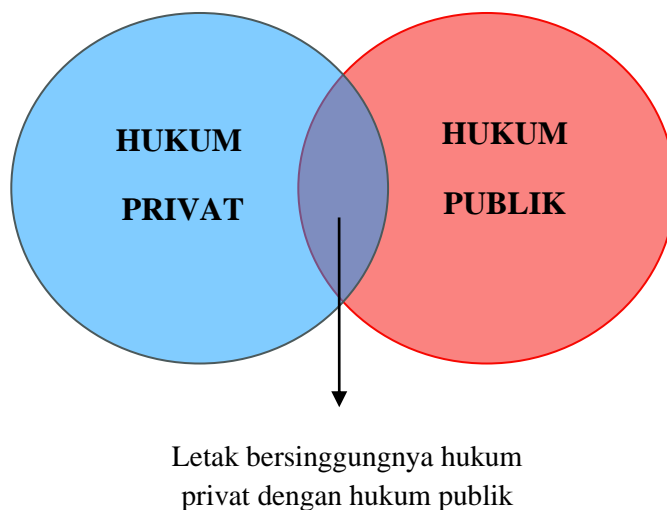 HUKUM
PRIVAT
HUKUM
PUBLIK
Letak bersinggungnya hukum
privat dengan hukum publik